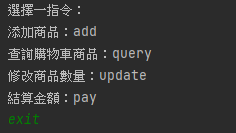 選擇一指令：
添加商品：add
查詢購物車商品：query
修改商品數量：update
結算金額：pay
exit